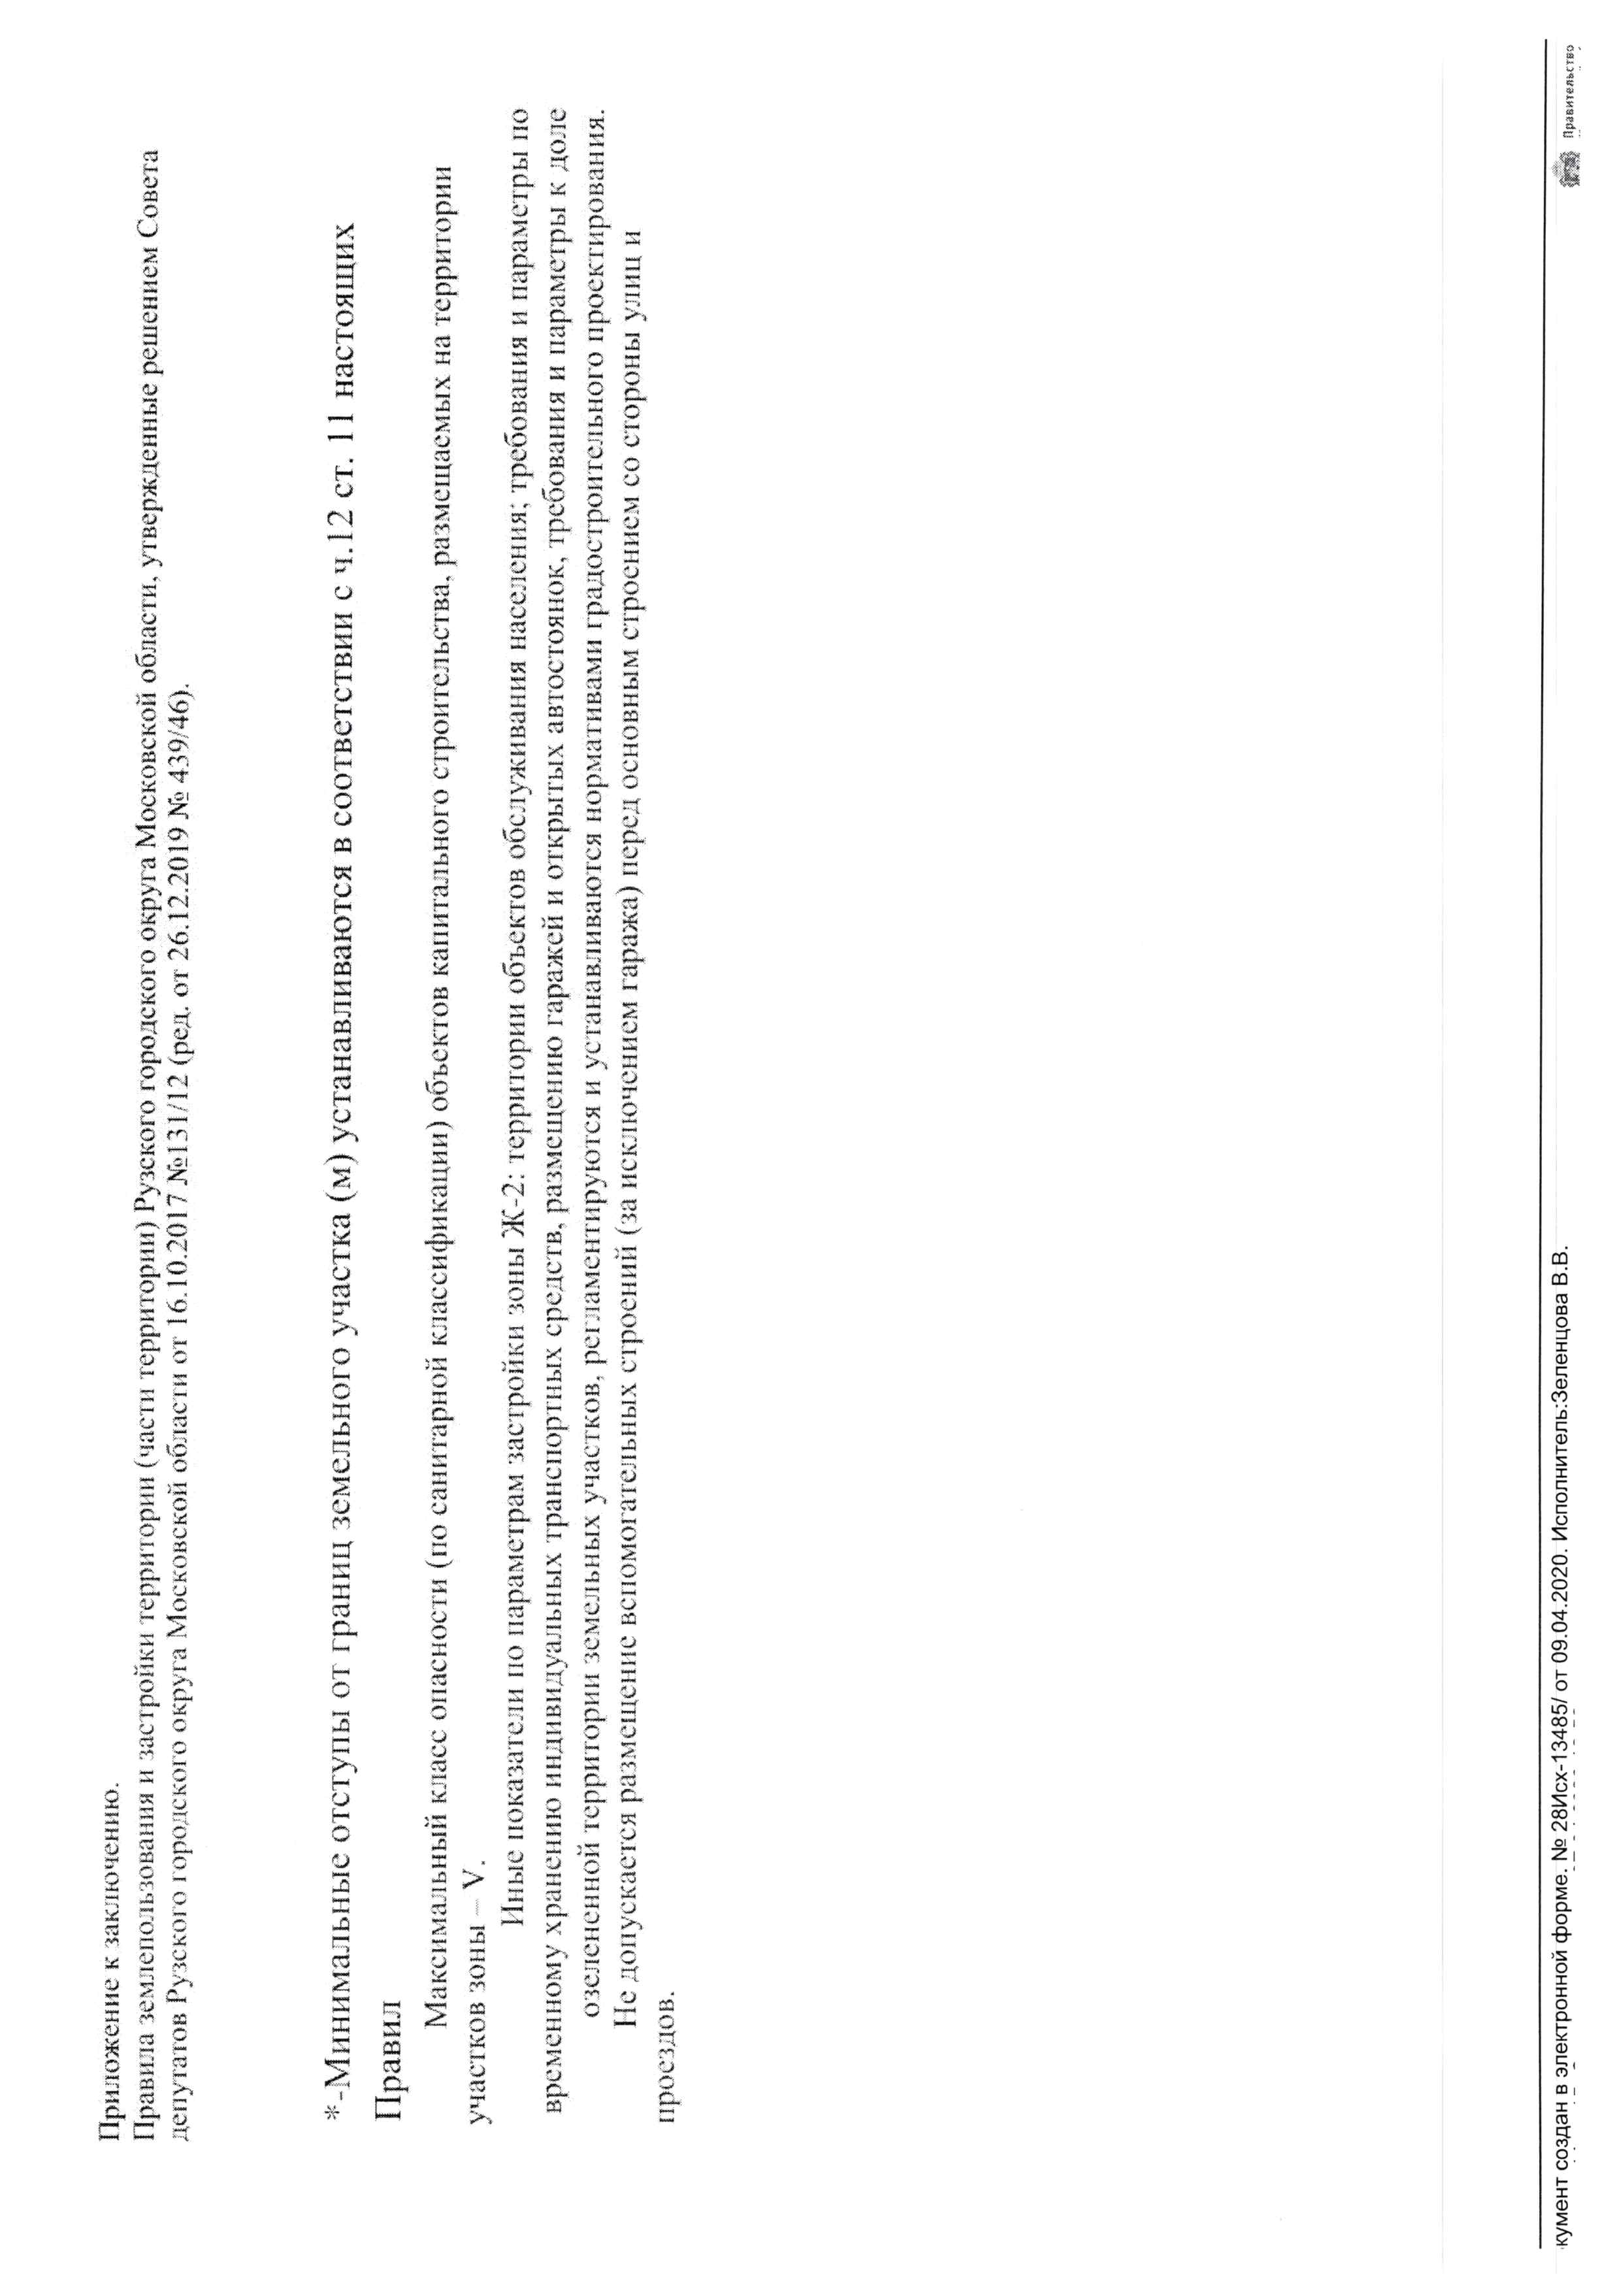 Приложение к заключению.
Правила землепользования и застройки территории (части территории) Рузского городского округа Московской области, утвержденные решением Совета
депутатов Рузского городского округа Московской области от 16.10.2017 №131/12 (ред. от 26.12.2019 № 439/46).
*-Минимальные отступы от границ земельного участка (м) устанавливаются в соответствии с ч.12 ст. 11 настоящих
Правил
Максимальный класс опасности (по санитарной классификации) объектов капитального строительства, размещаемых на территории
участков зоны – V.
Иные показатели по параметрам застройки зоны Ж-2: территории объектов обслуживания населения; требования и параметры по
временному хранению индивидуальных транспортных средств, размещению гаражей и открытых автостоянок, требования и параметры к доле
озелененной территории земельных участков, регламентируются и устанавливаются нормативами градостроительного проектирования.
Не допускается размещение вспомогательных строений (за исключением гаража) перед основным строением со стороны улиц и
проездов.
кумент создан в электронной форме. № 28Исх-13485/ от 09.04.2020. Исполнитель:Зеленцова В.В.
Правительство